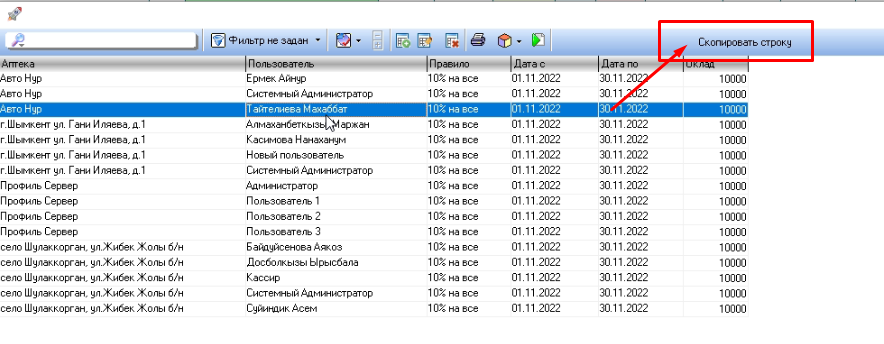 Фильтр не задан
Скопировать строку
Аптека Пользователь Правило Дата с Дата по Оклад
Авто Нур Ермек Айнур 10% на все 01.11.2022 30.11.2022 10000
Авто Нур Системный Администратор 10% на все 01.11.2022 30.11.2022 10000
Авто Нур Тайтелиева Махаббат 10% на все 01.11.2022 30.11.2022 10000
г.Шымкент ул. Гани Иляева, д.1 Алмаханбеткызы Маржан 10% на все 01.11.2022 30.11.2022 10000
г.Шымкент ул. Гани Иляева, д.1 Касимова Нанаханум 10% на все 01.11.2022 30.11.2022 10000
г.Шымкент ул. Гани Иляева, д.1 Новый пользователь 10% на все 01.11.2022 30.11.2022 10000
г.Шымкент ул. Гани Иляева, д.1 Системный Администратор 10% на все 01.11.2022 30.11.2022 10000
Профиль Сервер Администратор 10% на все 01.11.2022 30.11.2022 10000
Профиль Сервер Пользователь 1 10% на все 01.11.2022 30.11.2022 10000
Профиль Сервер Пользователь 2 10% на все 01.11.2022 30.11.2022 10000
Профиль Сервер Пользователь 3 10% на все 01.11.2022 30.11.2022 10000
село Шулаккорган, ул.Жибек Жолы б/н Байдуйсенова Аякоз 10% на все 01.11.2022 30.11.2022 10000
село Шулаккорган, ул.Жибек Жолы б/н Досболкызы Ырысбала 10% на все 01.11.2022 30.11.2022 10000
село Шулаккорган, ул.Жибек Жолы б/н Кассир 10% на все 01.11.2022 30.11.2022 10000
село Шулаккорган, ул.Жибек Жолы б/н Системный Администратор 10% на все 01.11.2022 30.11.2022 10000
село Шулаккорган, ул.Жибек Жолы б/н Суйиндик Асем 10% на все 01.11.2022 30.11.2022 10000